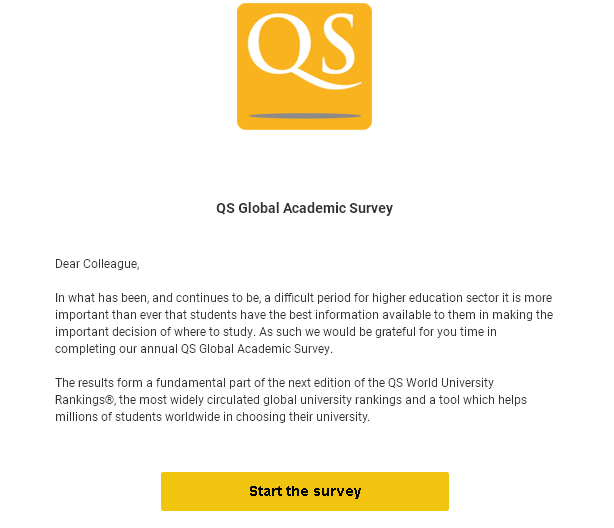 QS
QS Global Academic Survey
Dear Colleague,
In what has been, and continues to be, a difficult period for higher education sector it is more
important than ever that students have the best information available to them in making the
important decision of where to study. As such we would be grateful for you time in
completing our annual QS Global Academic Survey.
The results form a fundamental part of the next edition of the QS World University
Rankings®, the most widely circulated global university rankings and a tool which helps
millions of students worldwide in choosing their university.
Start the survey